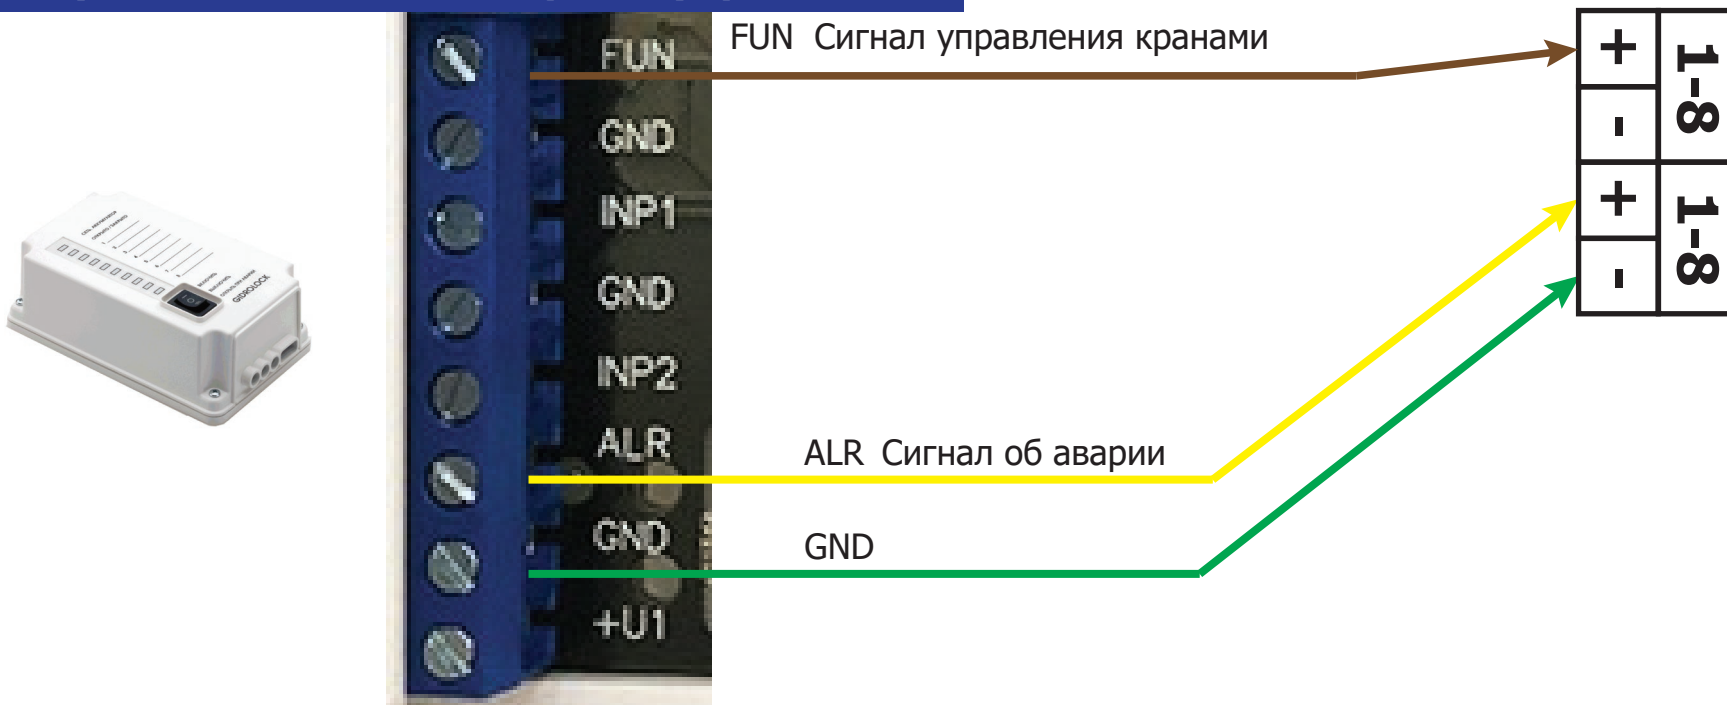 FUN Сигнал управления кранами
ALR Сигнал об аварии
GND
FUN
GND
INP1
GND
INP2
ALR
GND
+U1
+
-
+
-
1-8
1-8
GIDROLOCK